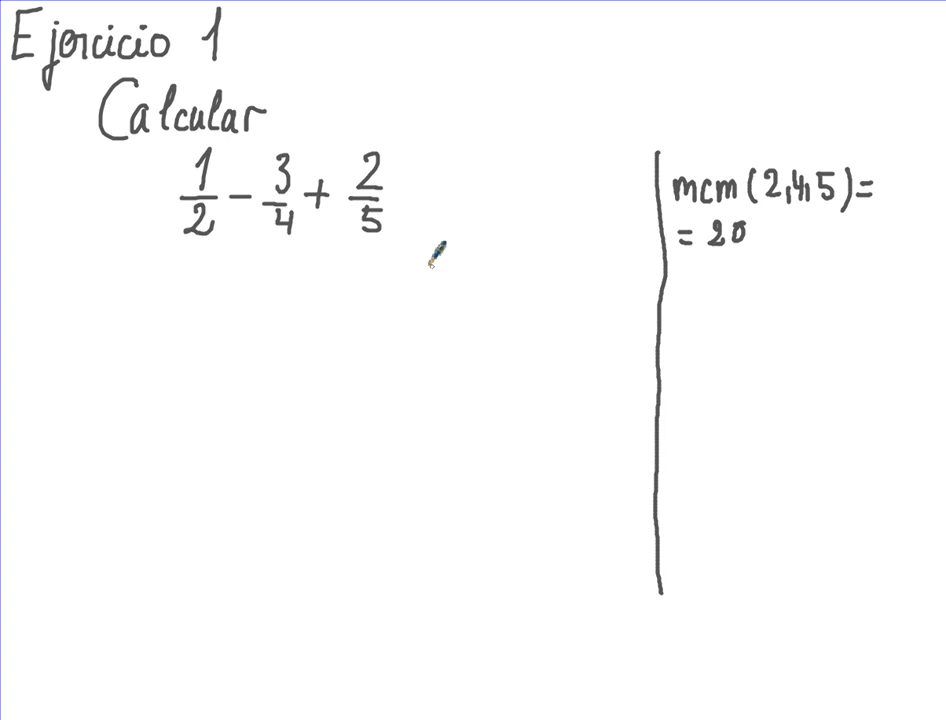 Ejercicio 1
Calcular
1/2 - 3/4 + 2/5
mcm (2,4,5) =
= 20